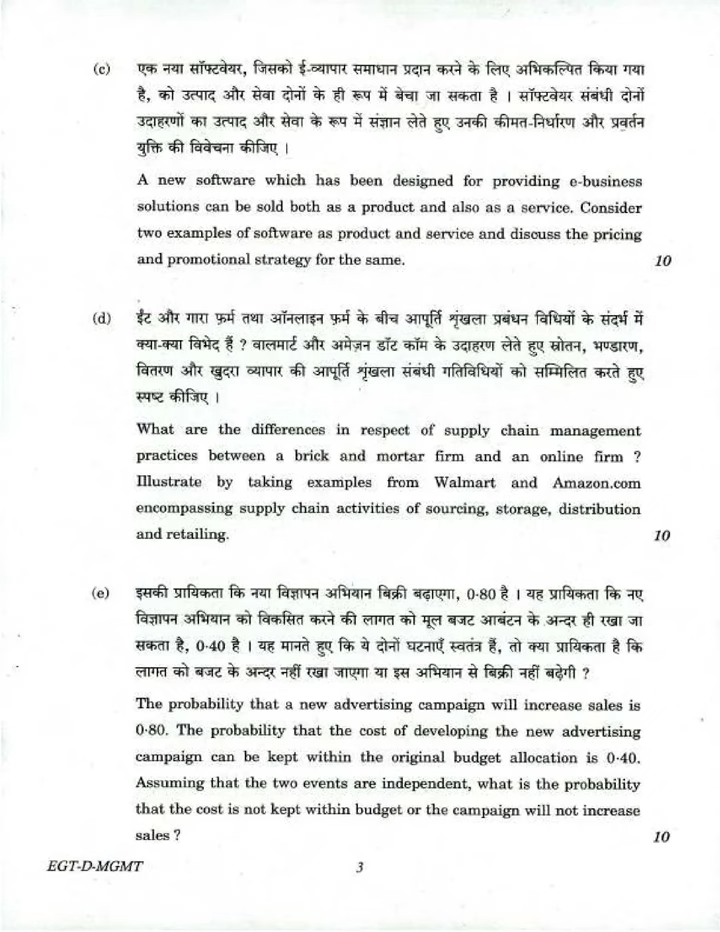 (c) एक नया सॉफ्टवेयर, जिसको ई-व्यापार समाधान प्रदान करने के लिए अभिकल्पित किया गया
है, को उत्पाद और सेवा दोनों के ही रूप में बेचा जा सकता है । सॉफ्टवेयर संबंधी दोनों
उदाहरणों का उत्पाद और सेवा के रूप में संज्ञान लेते हुए उनकी कीमत-निर्धारण और प्रवर्तन
युक्ति की विवेचना कीजिए ।
A new software which has been designed for providing e-business
solutions can be sold both as a product and also as a service. Consider
two examples of software as product and service and discuss the pricing
and promotional strategy for the same. 10
(d) ईंट और गारा फ़र्म तथा ऑनलाइन फ़र्म के बीच आपूर्ति शृंखला प्रबंधन विधियों के संदर्भ में
क्या-क्या विभेद हैं ? वालमार्ट और अमेज़न डॉट कॉम के उदाहरण लेते हुए स्रोतन, भण्डारण,
वितरण और खुदरा व्यापार की आपूर्ति शृंखला संबंधी गतिविधियों को सम्मिलित करते हुए
स्पष्ट कीजिए ।
What are the differences in respect of supply chain management
practices between a brick and mortar firm and an online firm ?
Illustrate by taking examples from Walmart and Amazon.com
encompassing supply chain activities of sourcing, storage, distribution
and retailing. 10
(e) इसकी प्रायिकता कि नया विज्ञापन अभियान बिक्री बढ़ाएगा, 0·80 है । यह प्रायिकता कि नए
विज्ञापन अभियान को विकसित करने की लागत को मूल बजट आबंटन के अन्दर ही रखा जा
सकता है, 0·40 है । यह मानते हुए कि ये दोनों घटनाएँ स्वतंत्र हैं, तो क्या प्रायिकता है कि
लागत को बजट के अन्दर नहीं रखा जाएगा या इस अभियान से बिक्री नहीं बढ़ेगी ?
The probability that a new advertising campaign will increase sales is
0·80. The probability that the cost of developing the new advertising
campaign can be kept within the original budget allocation is 0·40.
Assuming that the two events are independent, what is the probability
that the cost is not kept within budget or the campaign will not increase
sales ? 10
EGT-D-MGMT 3